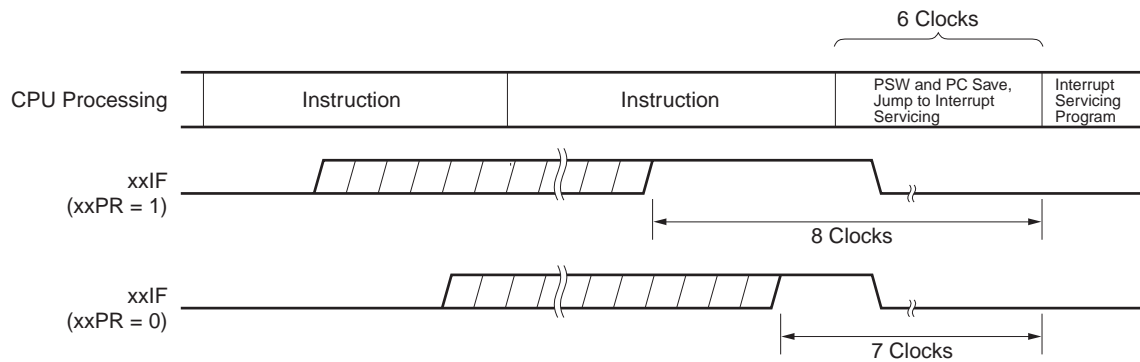 6 Clocks
CPU Processing
Instruction
Instruction
PSW and PC Save,
Jump to Interrupt
Servicing
Interrupt
Servicing
Program
xxIF
(xxPR = 1)
8 Clocks
xxIF
(xxPR = 0)
7 Clocks